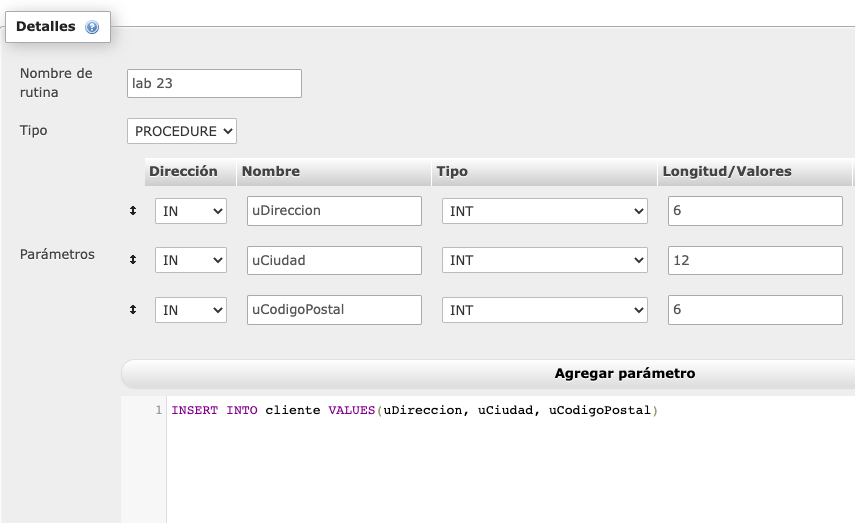 Detalles
Nombre de rutina
lab 23
Tipo
PROCEDURE
Dirección Nombre Tipo Longitud/Valores
IN uDireccion INT 6
Parámetros
IN uCiudad INT 12
IN uCodigoPostal INT 6
Agregar parámetro
1 INSERT INTO cliente VALUES(uDireccion, uCiudad, uCodigoPostal)